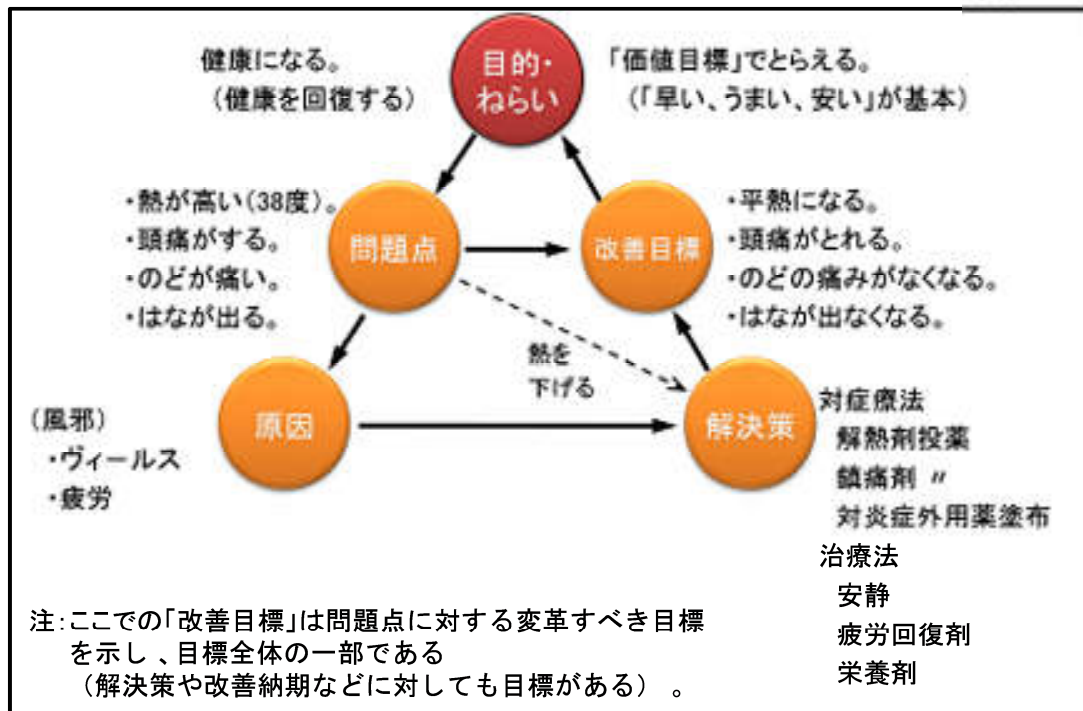 健康になる。
（健康を回復する）
目的・
ねらい
「価値目標」でとらえる。
（「早い、うまい、安い」が基本）
・熱が高い（38度）。
・頭痛がする。
・のどが痛い。
・はなが出る。
問題点
改善目標
・平熱になる。
・頭痛がとれる。
・のどの痛みがなくなる。
・はなが出なくなる。
熱を
下げる
（風邪）
・ヴィールス
・疲労
原因
解決策
対症療法
解熱剤投薬
鎮痛剤 〃
対炎症外用薬塗布
治療法
安静
疲労回復剤
栄養剤
注：ここでの「改善目標」は問題点に対する変革すべき目標
を示し 、目標全体の一部である
（解決策や改善納期などに対しても目標がある） 。